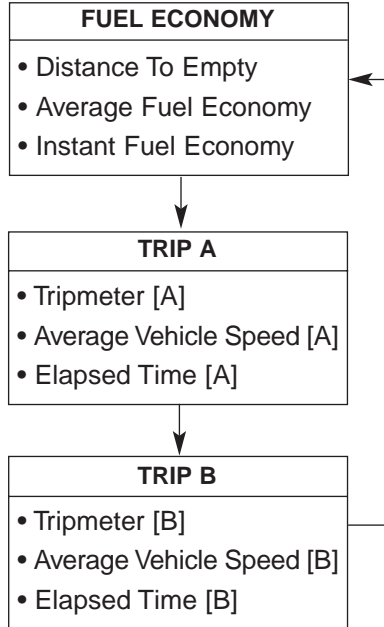 FUEL ECONOMY
• Distance To Empty
• Average Fuel Economy
• Instant Fuel Economy
TRIP A
• Tripmeter [A]
• Average Vehicle Speed [A]
• Elapsed Time [A]
TRIP B
• Tripmeter [B]
• Average Vehicle Speed [B]
• Elapsed Time [B]